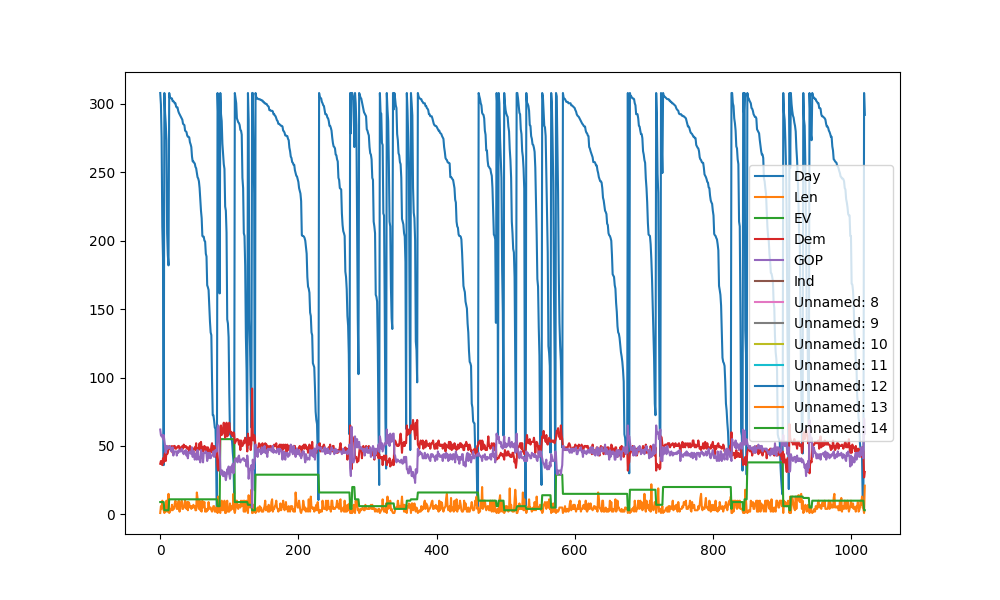 300
250
200
150
100
50
0
0
200
400
600
800
1000
Day
Len
EV
Dem
GOP
Ind
Unnamed: 8
Unnamed: 9
Unnamed: 10
Unnamed: 11
Unnamed: 12
Unnamed: 13
Unnamed: 14